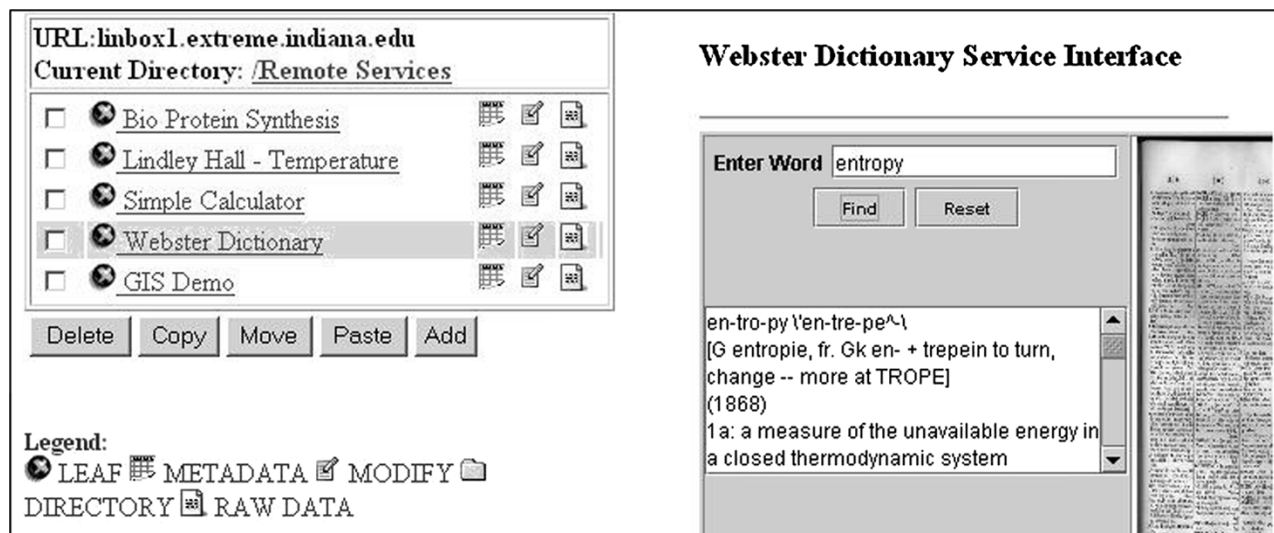 URL:linbox1.extreme.indiana.edu
Current Directory: /Remote Services
Bio Protein Synthesis
Lindley Hall - Temperature
Simple Calculator
Webster Dictionary
GIS Demo
Delete Copy Move Paste Add
Legend:
LEAF METADATA MODIFY
DIRECTORY RAW DATA
Webster Dictionary Service Interface
Enter Word entropy
Find Reset
en-tro-py \'en-tre-pe^-\
[G entropie, fr. Gk en- + trepein to turn,
change -- more at TROPE]
(1868)
1a: a measure of the unavailable energy in
a closed thermodynamic system